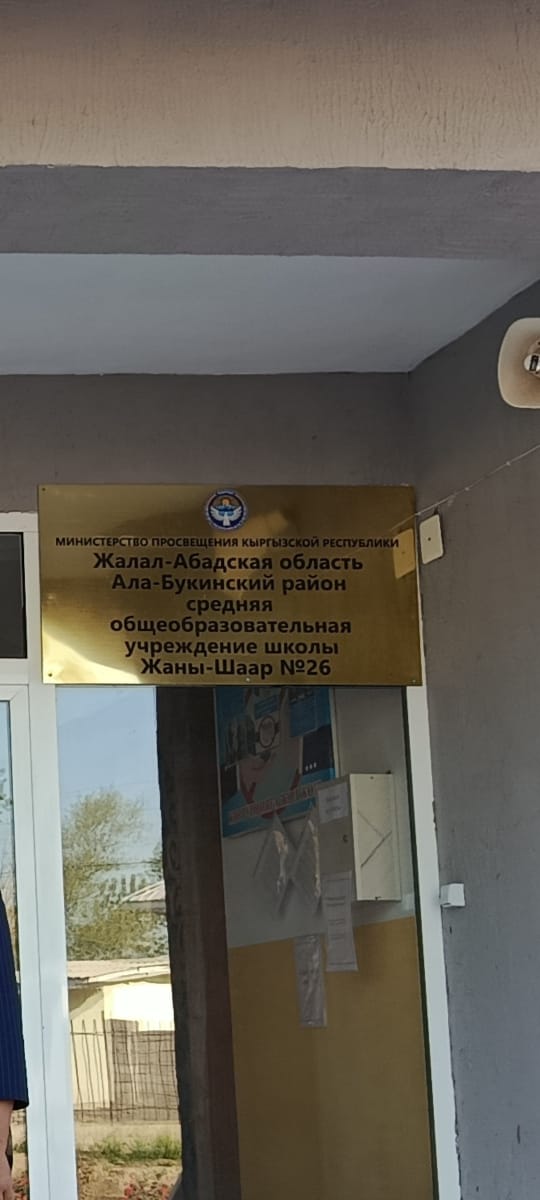 МИНИСТЕРСТВО ПРОСВЕЩЕНИЯ КЫРГЫЗСКОЙ РЕСПУБЛИКИ
Жалал-Абадская область
Ала-Букинский район
средняя
общеобразовательная
учреждение школы
Жаны-Шаар №26